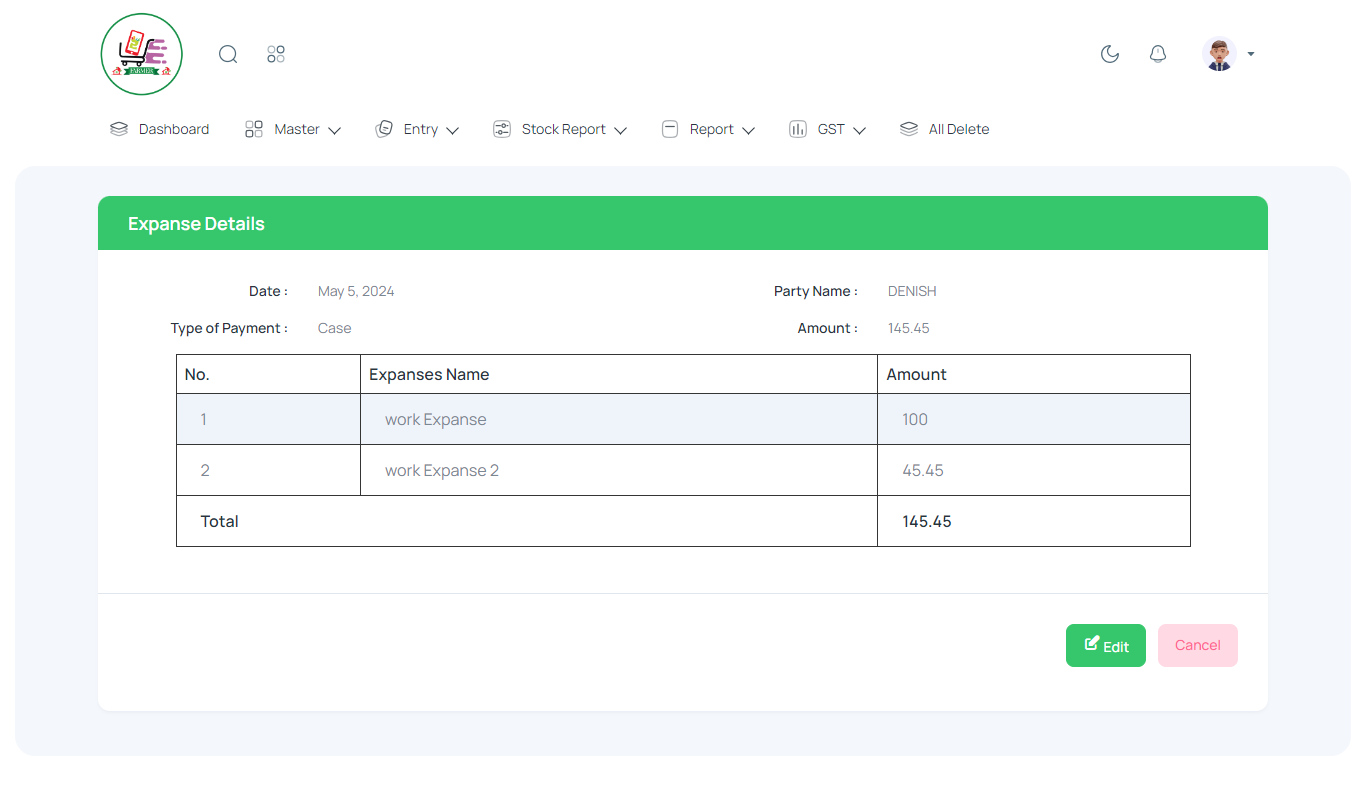 FARMER
Dashboard Master Entry Stock Report Report GST All Delete
Expanse Details
Date : May 5, 2024 Party Name : DENISH
Type of Payment : Case Amount : 145.45
No. Expanses Name Amount
1 work Expanse 100
2 work Expanse 2 45.45
Total 145.45
Edit Cancel